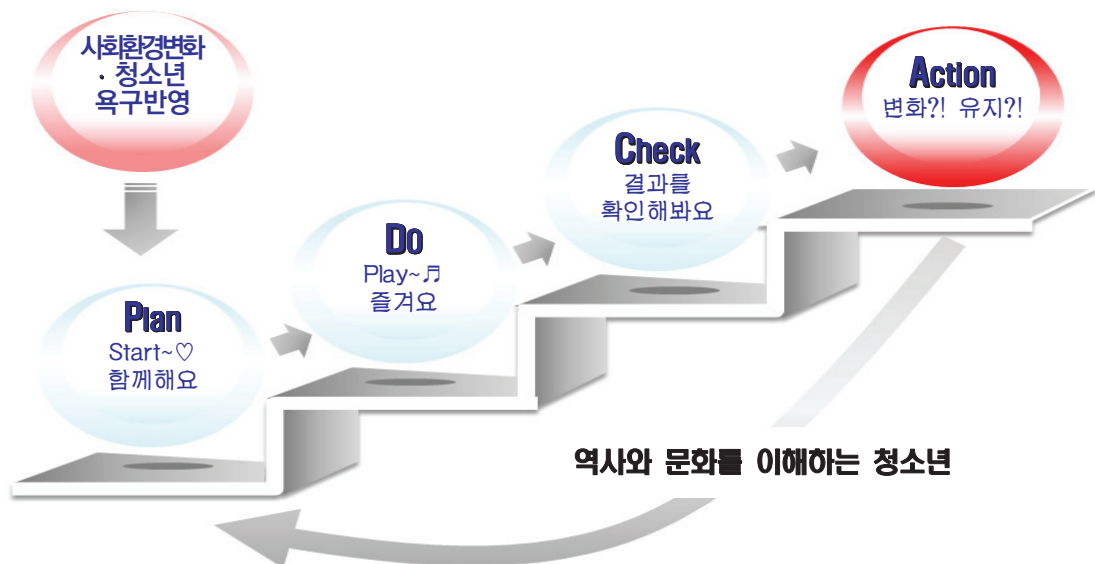 사회환경변화
· 청소년
욕구반영
Plan
Start~♡
함께해요
Do
Play~♬
즐겨요
Check
결과를
확인해봐요
Action
변화?! 유지?!
역사와 문화를 이해하는 청소년